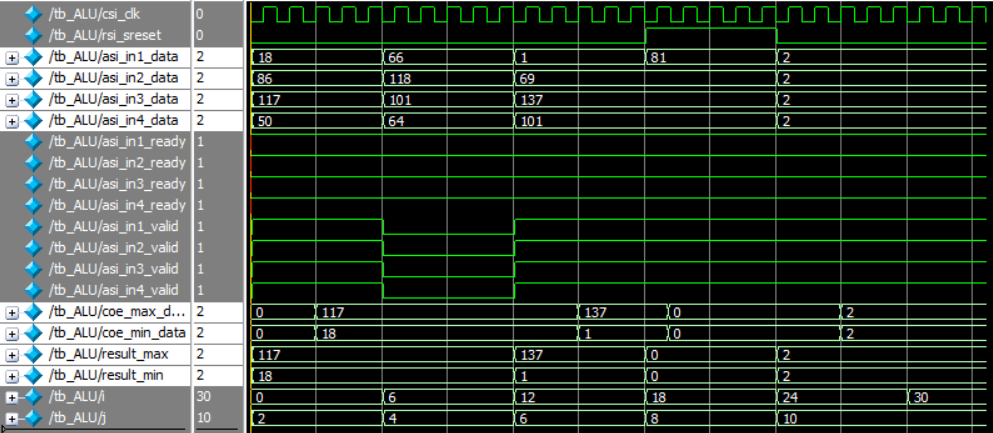 /tb_ALU/csi_clk 0
/tb_ALU/rsi_sreset 0
/tb_ALU/asi_in1_data 2 18 66 1 81 2
/tb_ALU/asi_in2_data 2 86 118 69 2
/tb_ALU/asi_in3_data 2 117 101 137 2
/tb_ALU/asi_in4_data 2 50 64 101 2
/tb_ALU/asi_in1_ready 1
/tb_ALU/asi_in2_ready 1
/tb_ALU/asi_in3_ready 1
/tb_ALU/asi_in4_ready 1
/tb_ALU/asi_in1_valid 1
/tb_ALU/asi_in2_valid 1
/tb_ALU/asi_in3_valid 1
/tb_ALU/asi_in4_valid 1
/tb_ALU/coe_max_d... 2 0 117 137 0 2
/tb_ALU/coe_min_data 2 0 18 1 0 2
/tb_ALU/result_max 2 117 137 0 2
/tb_ALU/result_min 2 18 1 0 2
/tb_ALU/i 30 0 6 12 18 24 30
/tb_ALU/j 10 2 4 6 8 10